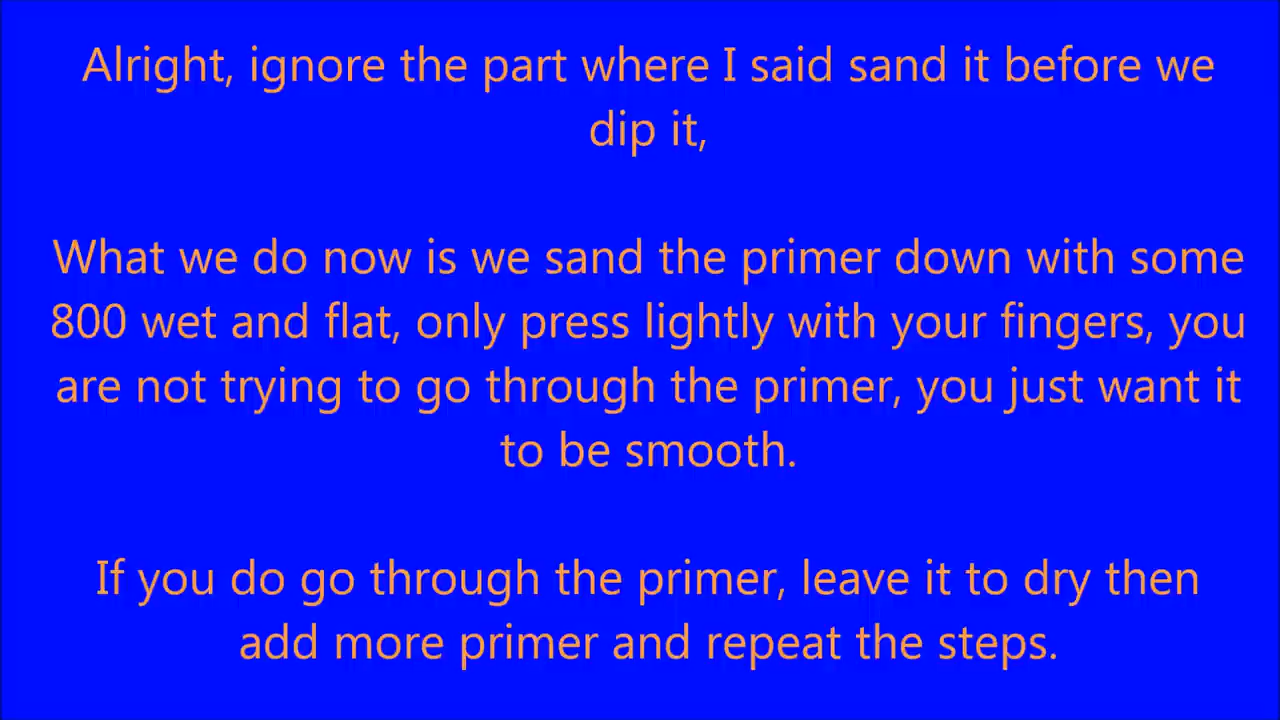 Alright, ignore the part where I said sand it before we
dip it,
What we do now is we sand the primer down with some
800 wet and flat, only press lightly with your fingers, you
are not trying to go through the primer, you just want it
to be smooth.
If you do go through the primer, leave it to dry then
add more primer and repeat the steps.